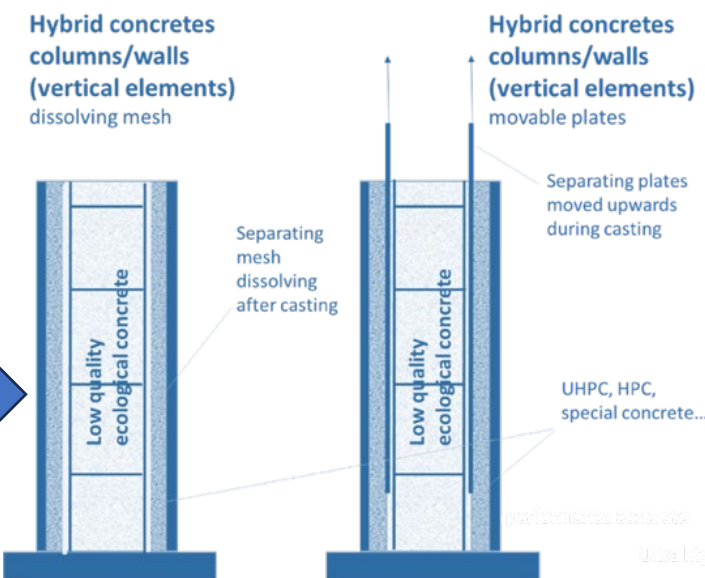 Hybrid concretes
columns/walls
(vertical elements)
dissolving mesh
Hybrid concretes
columns/walls
(vertical elements)
movable plates
Separating
mesh
dissolving
after casting
Separating plates
moved upwards
during casting
Low quality
ecological concrete
Low quality
ecological concrete
UHPC, HPC,
special concrete...
performance concrete